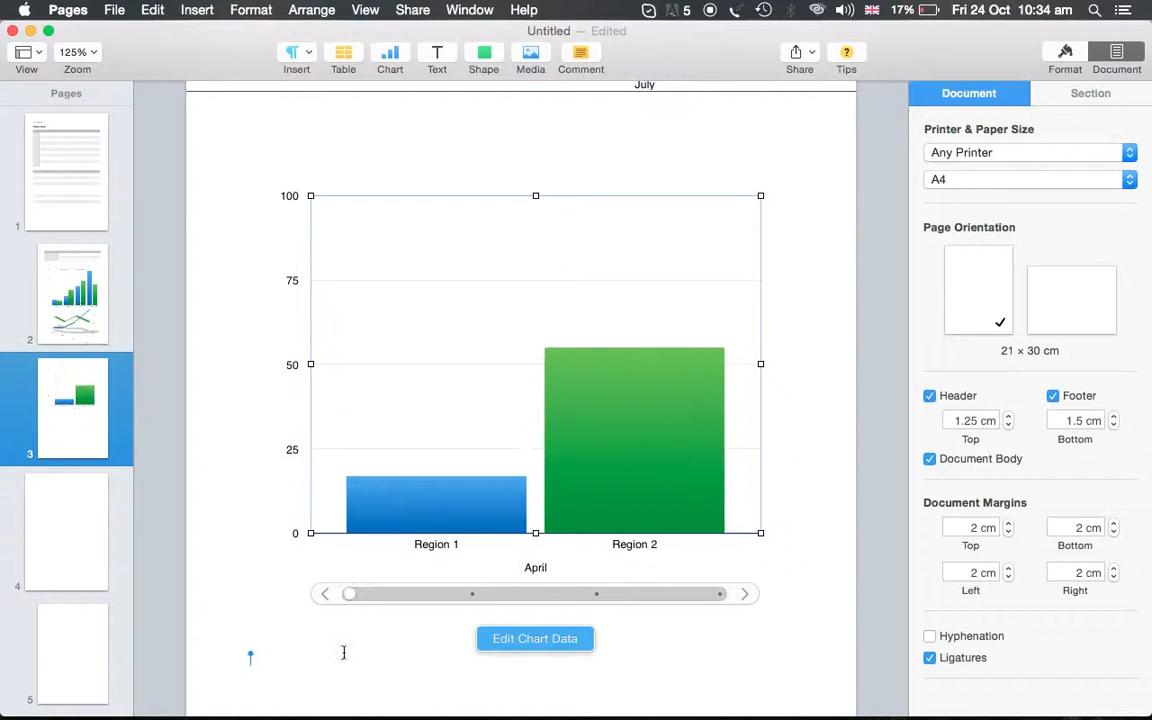 Pages File Edit Insert Format Arrange View Share Window Help 5 17% Fri 24 Oct 10:34 am
Untitled — Edited
125%
View Zoom Insert Table Chart Text Shape Media Comment Share Tips Format Document
Pages
1
2
3
4
5
July
100
75
50
25
0
Region 1 Region 2
April
Edit Chart Data
Document Section
Printer & Paper Size
Any Printer
A4
Page Orientation
21 × 30 cm
Header Footer
1.25 cm 1.5 cm
Top Bottom
Document Body
Document Margins
2 cm 2 cm
Top Bottom
2 cm 2 cm
Left Right
Hyphenation
Ligatures